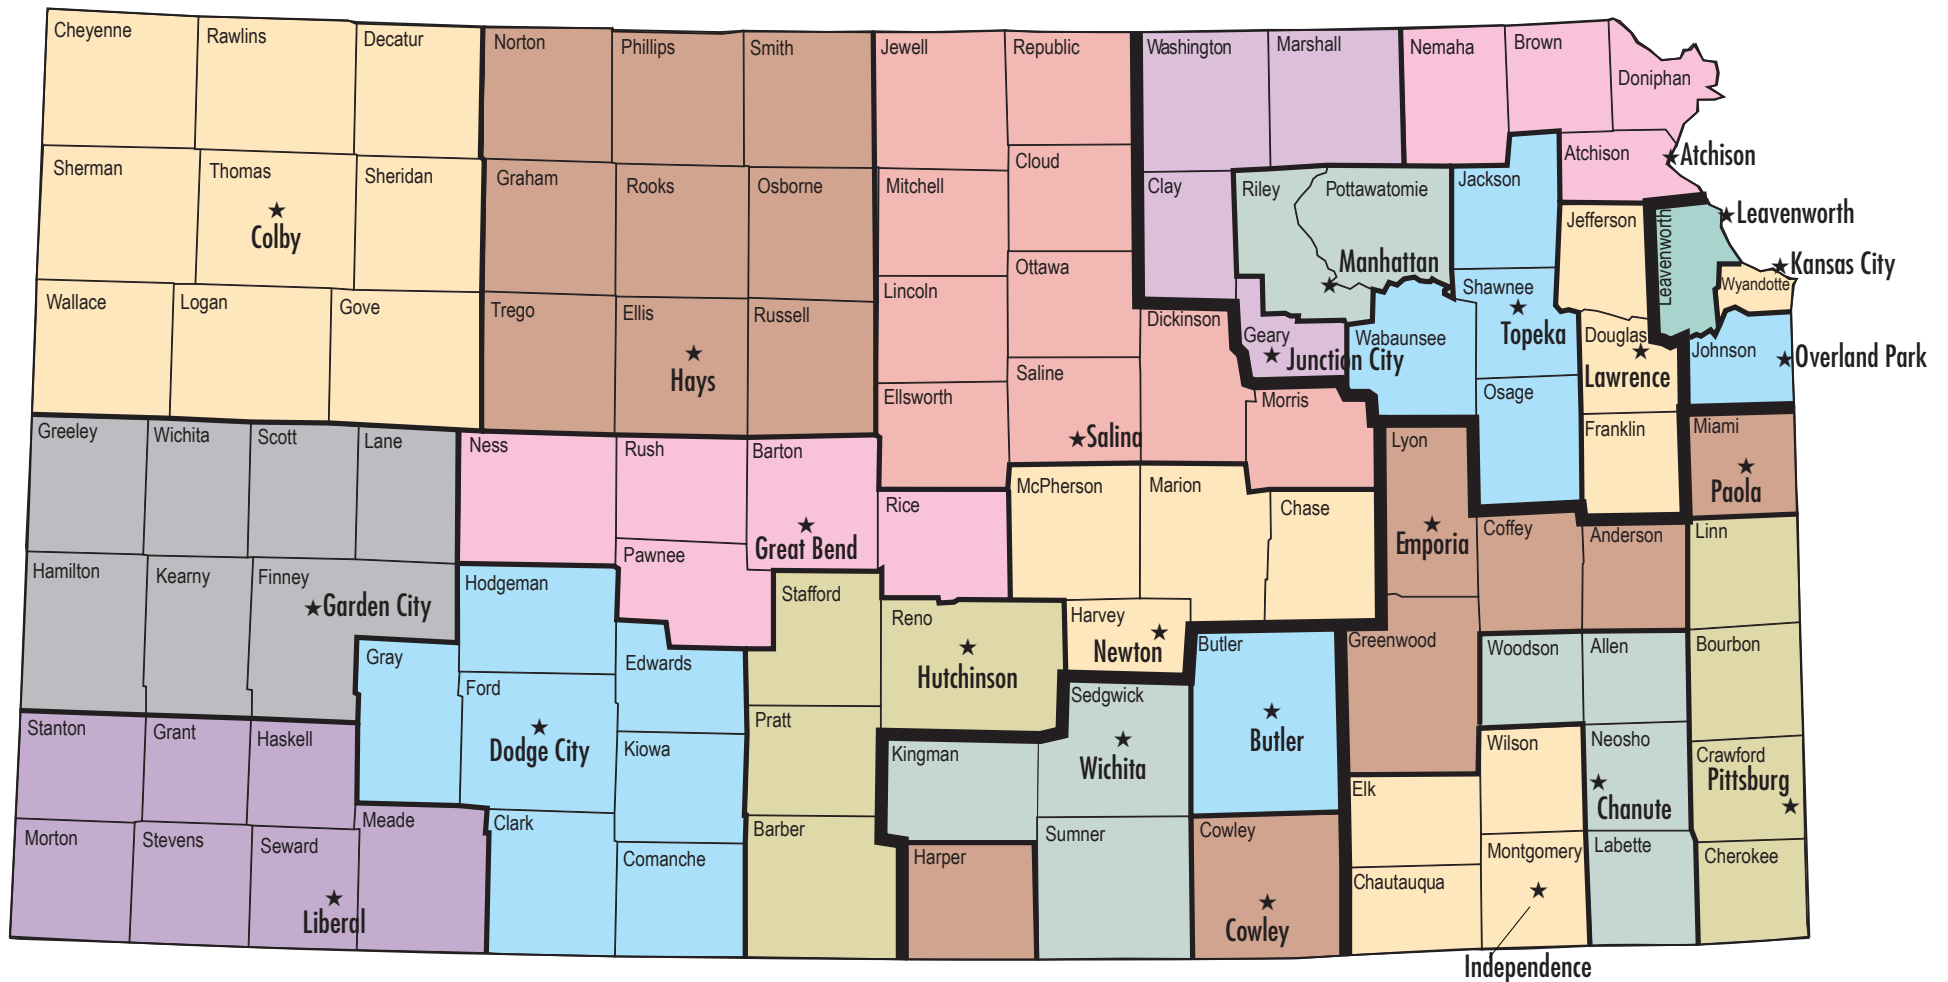 Cheyenne
Rawlins
Decatur
Norton
Phillips
Smith
Jewell
Republic
Washington
Marshall
Nemaha
Brown
Doniphan
Sherman
Thomas
Colby
Sheridan
Graham
Rooks
Osborne
Mitchell
Cloud
Clay
Riley
Pottawatomie
Manhattan
Jackson
Atchison
Atchison
Jefferson
Leavenworth
Leavenworth
Kansas City
Wyandotte
Wallace
Logan
Gove
Trego
Ellis
Hays
Russell
Lincoln
Ottawa
Dickinson
Geary
Junction City
Wabaunsee
Shawnee
Topeka
Douglas
Lawrence
Johnson
Overland Park
Ellsworth
Saline
Salina
Morris
Osage
Franklin
Miami
Paola
Greeley
Wichita
Scott
Lane
Ness
Rush
Barton
Great Bend
Rice
McPherson
Marion
Chase
Lyon
Emporia
Coffey
Anderson
Linn
Hamilton
Kearny
Finney
Garden City
Hodgeman
Pawnee
Stafford
Reno
Hutchinson
Harvey
Newton
Butler
Butler
Greenwood
Woodson
Allen
Bourbon
Gray
Ford
Dodge City
Edwards
Kiowa
Pratt
Kingman
Sedgwick
Wichita
Stanton
Grant
Haskell
Wilson
Neosho
Chanute
Crawford
Pittsburg
Elk
Morton
Stevens
Seward
Liberal
Meade
Clark
Comanche
Barber
Harper
Sumner
Cowley
Cowley
Chautauqua
Montgomery
Independence
Labette
Cherokee